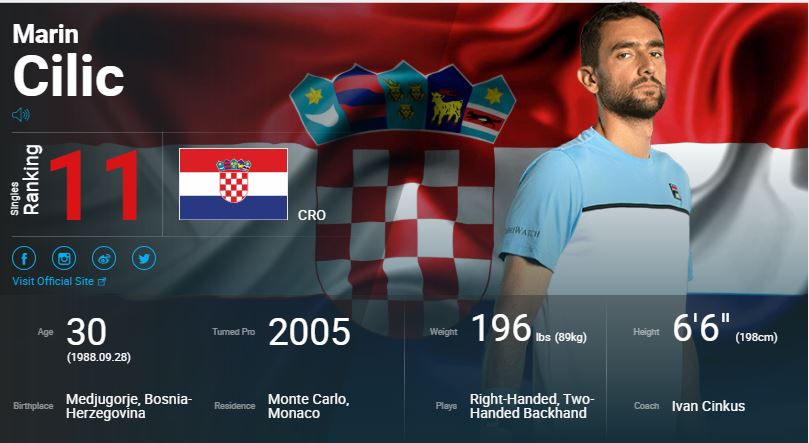 Marin
Cilic
Singles
Ranking
11
CRO
Visit Official Site
Age
30
(1988.09.28)
Turned Pro
2005
Weight
196 lbs (89kg)
Height
6'6" (198cm)
Birthplace
Medjugorje, Bosnia-
Herzegovina
Residence
Monte Carlo,
Monaco
Plays
Right-Handed, Two-
Handed Backhand
Coach
Ivan Cinkus